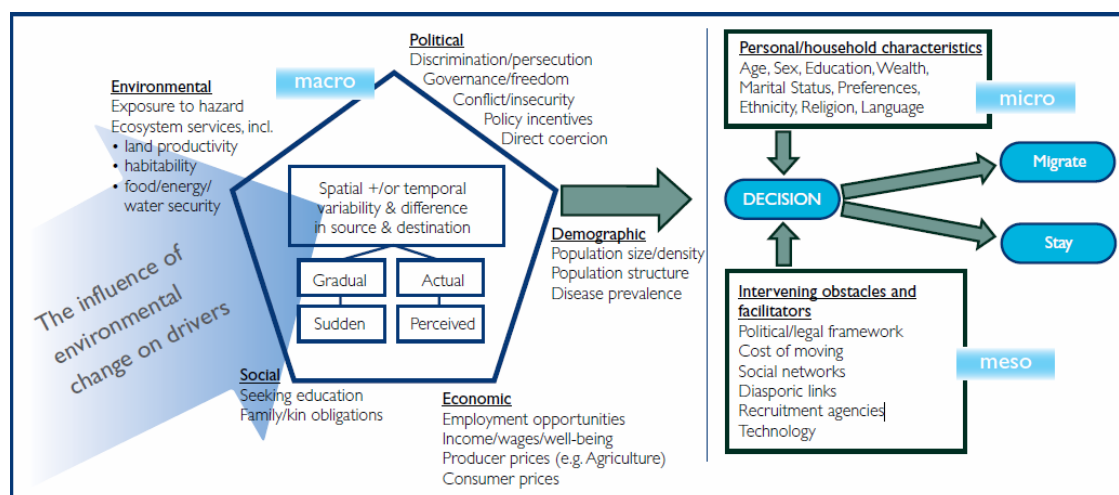 Political
Discrimination/persecution
Governance/freedom
Conflict/insecurity
Policy incentives
Direct coercion
macro
Environmental
Exposure to hazard
Ecosystem services, incl.
• land productivity
• habitability
• food/energy/
water security
Spatial +/or temporal
variability & difference
in source & destination
Gradual
Actual
Sudden
Perceived
The influence of
environmental
change on drivers
Demographic
Population size/density
Population structure
Disease prevalence
Social
Seeking education
Family/kin obligations
Economic
Employment opportunities
Income/wages/well-being
Producer prices (e.g. Agriculture)
Consumer prices
Personal/household characteristics
Age, Sex, Education, Wealth,
Marital Status, Preferences,
Ethnicity, Religion, Language
micro
DECISION
Migrate
Stay
Intervening obstacles and
facilitators
Political/legal framework
Cost of moving
Social networks
Diasporic links
Recruitment agencies
Technology
meso